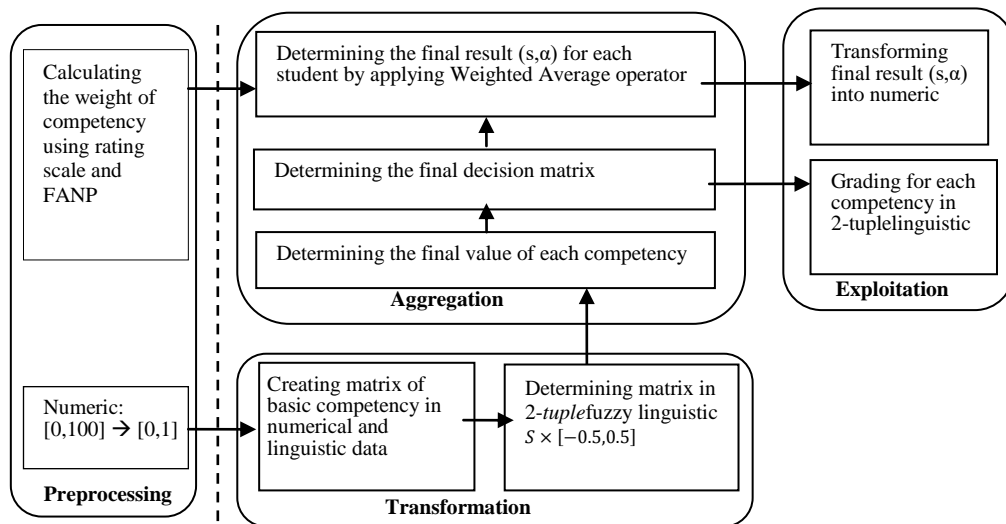 Calculating
the weight of
competency
using rating
scale and
FANP
Numeric:
[0,100] → [0,1]
Preprocessing
Determining the final result (s,α) for each
student by applying Weighted Average operator
Determining the final decision matrix
Determining the final value of each competency
Aggregation
Creating matrix of
basic competency in
numerical and
linguistic data
Determining matrix in
2-tuplefuzzy linguistic
S × [−0.5,0.5]
Transformation
Transforming
final result (s,α)
into numeric
Grading for each
competency in
2-tuplelinguistic
Exploitation